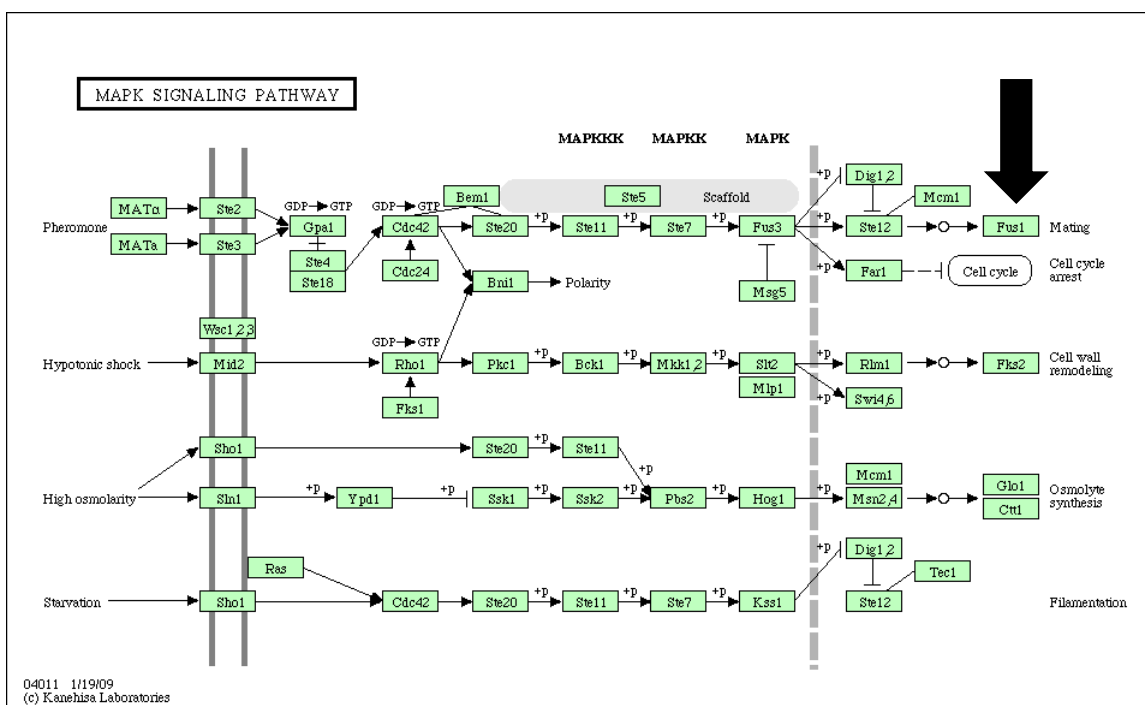 MAPK SIGNALING PATHWAY
MAPKKK MAPKK MAPK
Pheromone MATα Ste2 GDP GTP Gpa1 GDP GTP Cdc42 Bem1 Ste20 +p Ste11 +p Ste7 +p Fus3 Ste5 Scaffold +p Dig1,2 Mcm1 +p Ste12 Fus1 Mating
MATa Ste3 Ste4 Ste18 Cdc24 Bni1 Polarity Msg5 +p Far1 Cell cycle Cell cycle
arrest
Wsc1,2,3
Hypotonic shock Mid2 GDP GTP Rho1 Pkc1 +p Bck1 +p Mkk1,2 +p Slt2 +p Rlm1 Fks2 Cell wall
remodeling
Fks1 Mlp1 +p Swi4,6
Sho1 Ste20 +p Ste11 +p
High osmolarity Sln1 +p Ypd1 +p Ssk1 +p Ssk2 +p Pbs2 +p Hog1 +p Mcm1 Msn2,4 Glo1 Ctt1 Osmolyte
synthesis
Ras +p Dig1,2 Tec1
Starvation Sho1 Cdc42 Ste20 +p Ste11 +p Ste7 +p Kss1 Ste12 Filamentation
04011 1/19/09
(c) Kanehisa Laboratories